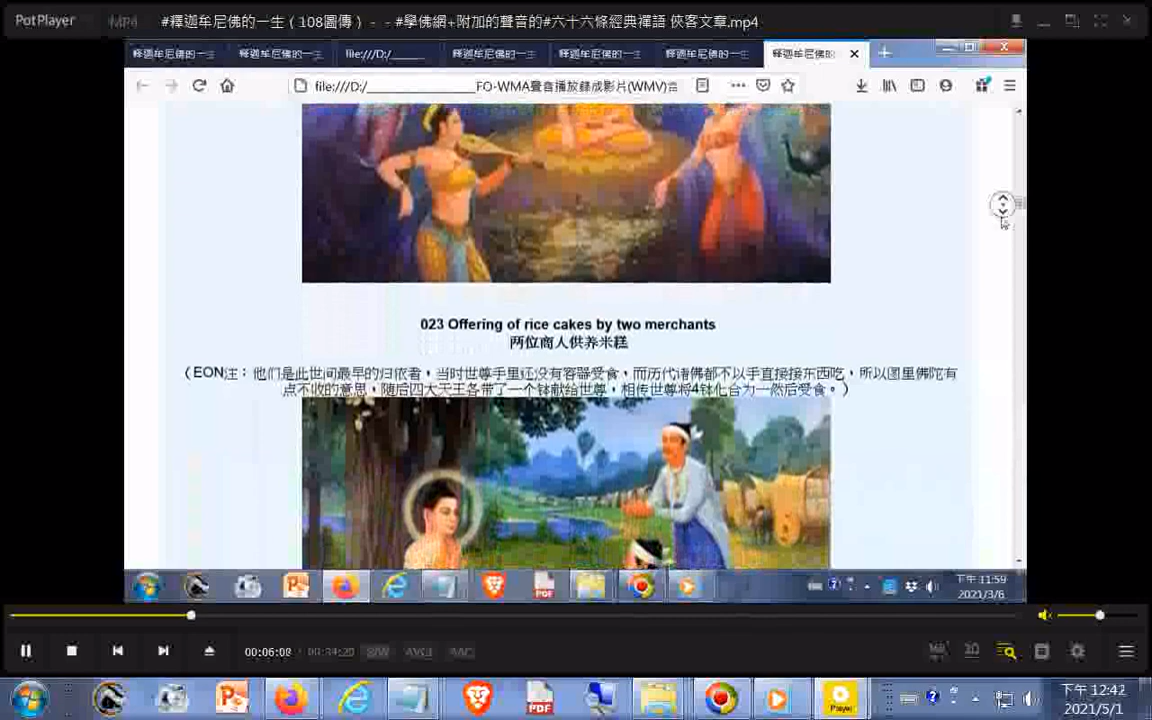 PotPlayer
MP4
#釋迦牟尼佛的一生（108圖傳）- - #學佛網+附加的聲音的#六十六條經典禪語 俠客文章.mp4
释迦牟尼佛的一生
释迦牟尼佛的一生
file:///D:/______
释迦牟尼佛的一生
释迦牟尼佛的一生
释迦牟尼佛的一生
释迦牟尼佛的
file:///D:/____________________FO-WMA聲音播放錄成影片(WMV)言
023 Offering of rice cakes by two merchants
两位商人供养米糕
（EON注：他们是此世间最早的归依者，当时世尊手里还没有容器受食，而历代诸佛都不以手直接接东西吃，所以图里佛陀有
点不收的意思，随后四大天王各带了一个钵献给世尊，相传世尊将4钵化合为一然后受食。）
下午 11:59
2021/3/6
00:06:08 / 00:34:20
S/W
AVC1
AAC
3D
下午 12:42
2021/5/1